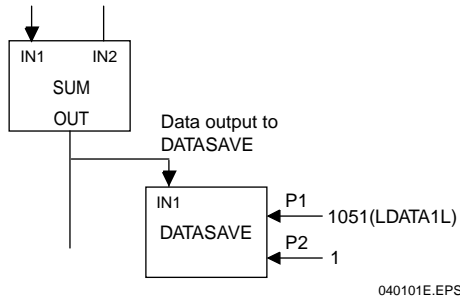 IN1 IN2
SUM
OUT
Data output to
DATASAVE
IN1
DATASAVE
P1
1051(LDATA1L)
P2
1
040101E.EPS